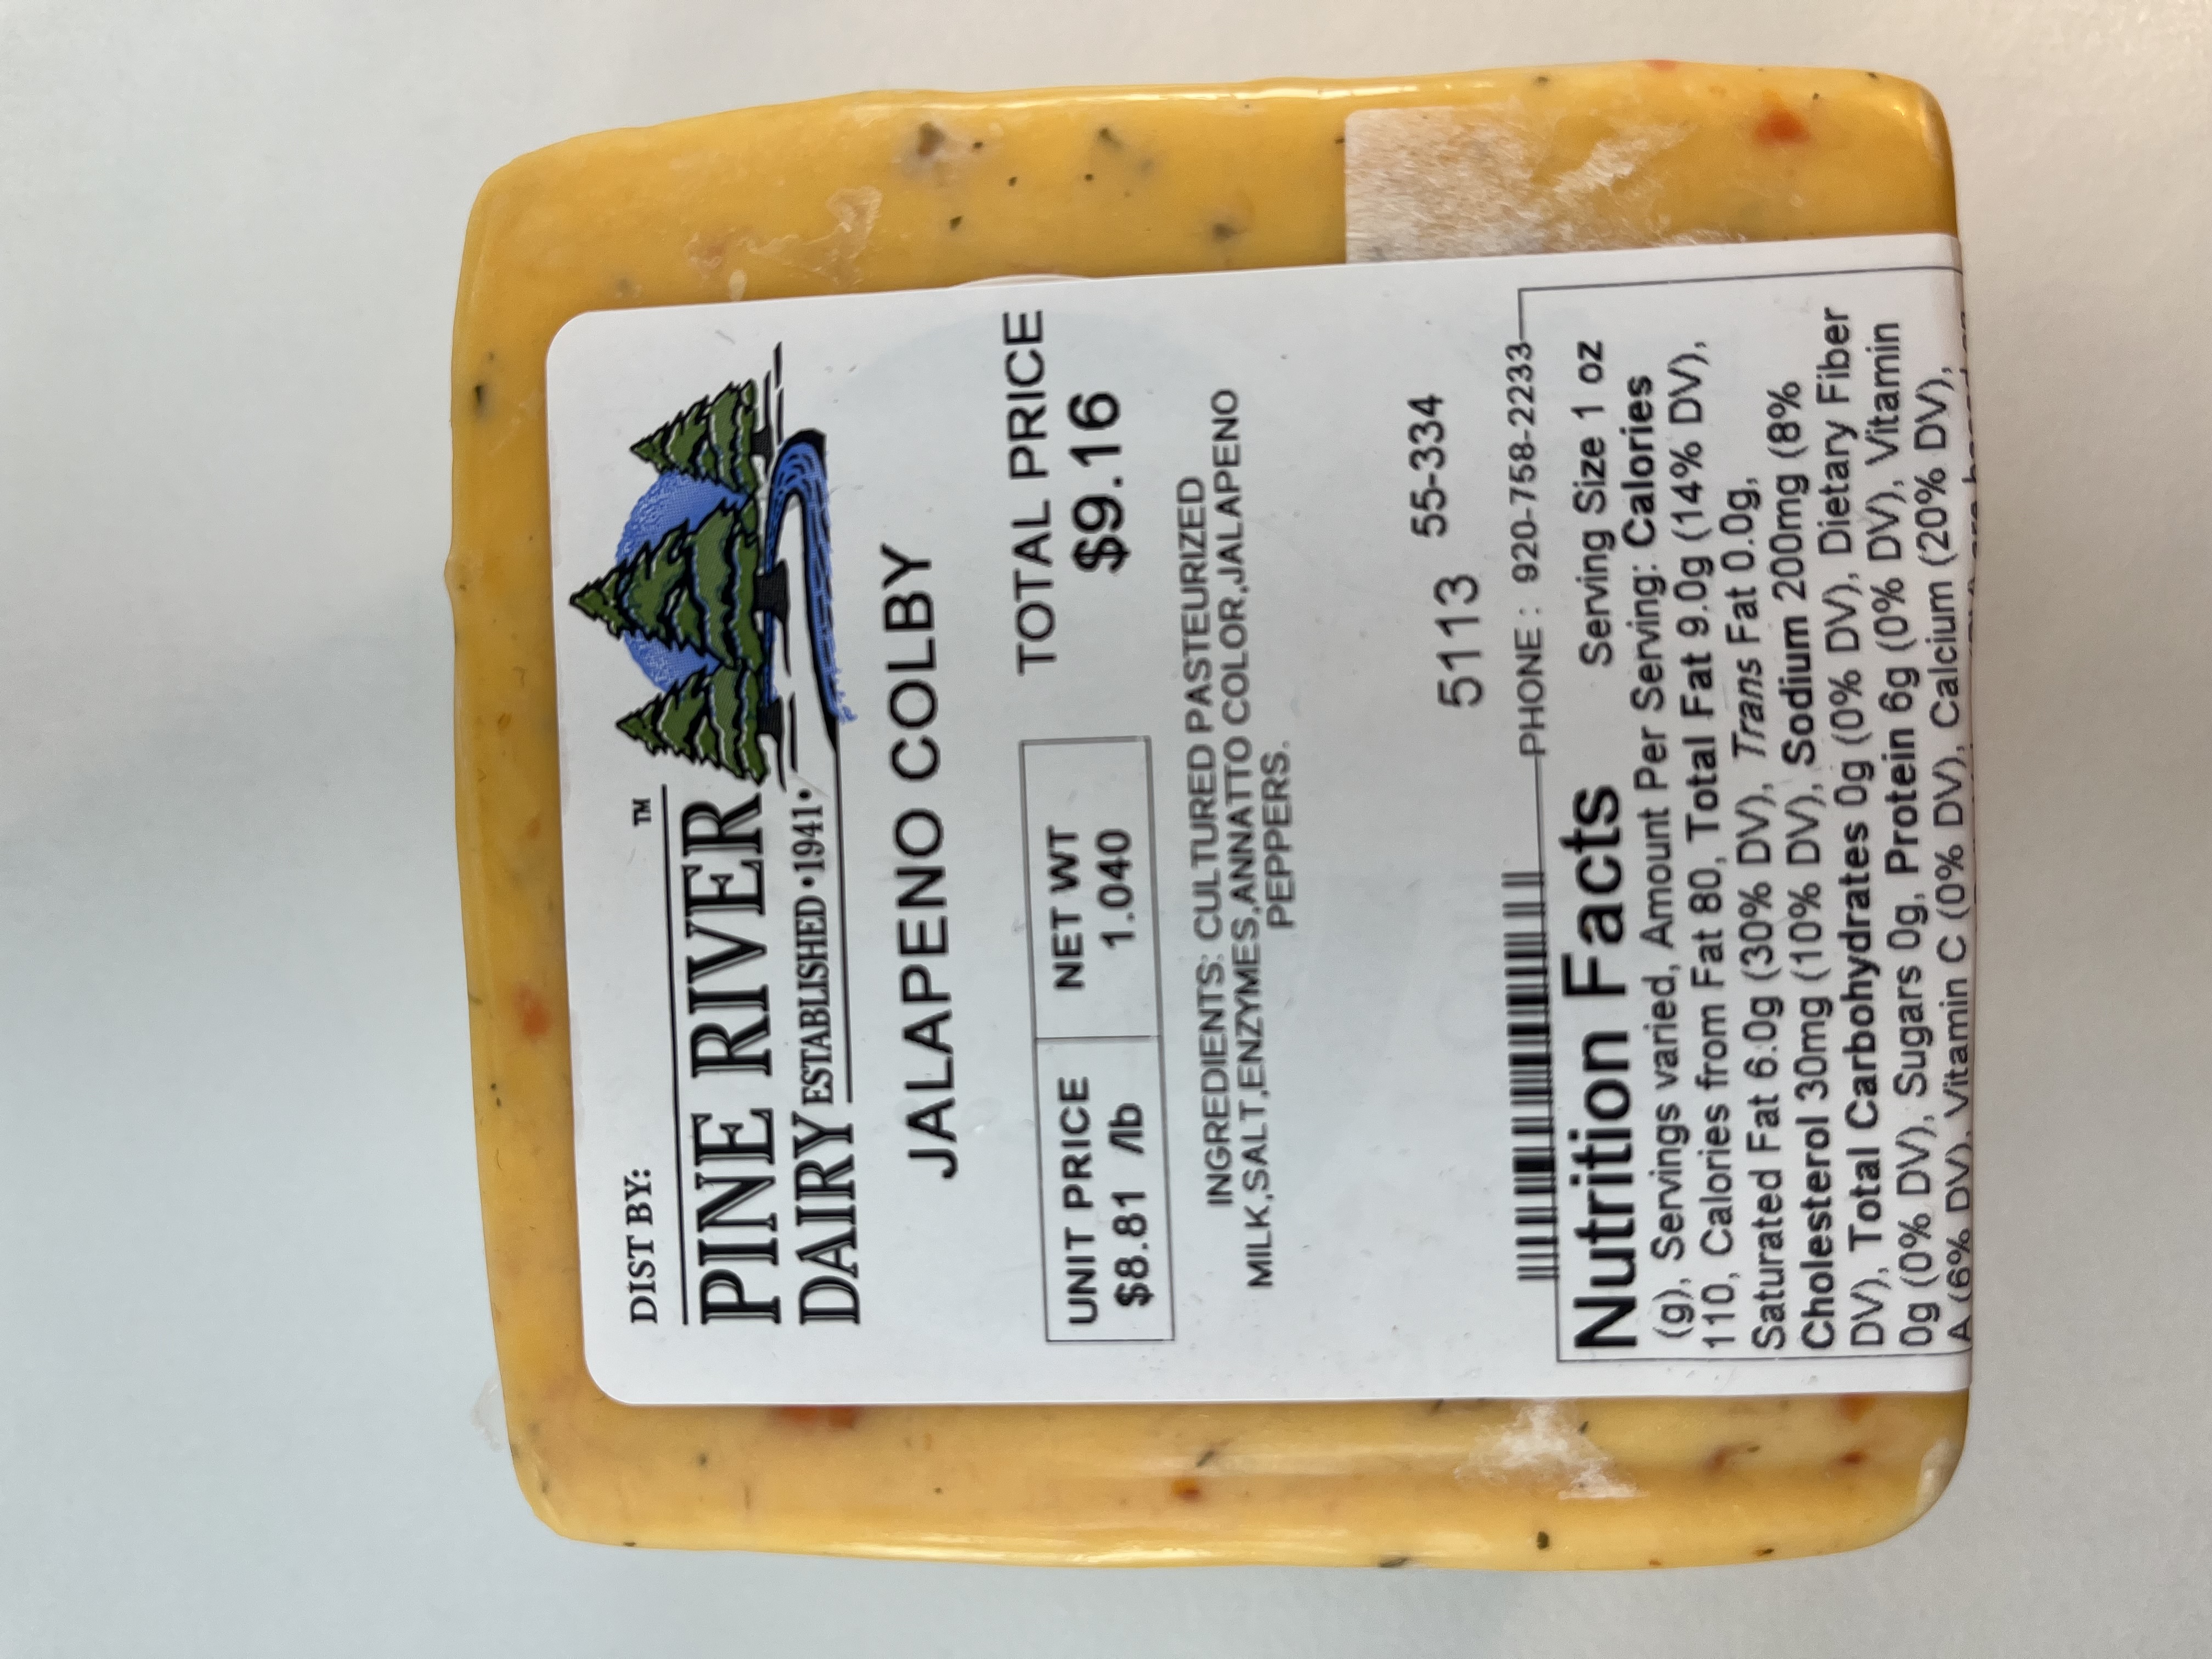 DIST BY:
PINE RIVER™
DAIRY ESTABLISHED•1941•
JALAPENO COLBY
UNIT PRICE NET WT TOTAL PRICE
$8.81 /lb 1.040 $9.16
INGREDIENTS: CULTURED PASTEURIZED
MILK,SALT,ENZYMES,ANNATTO COLOR,JALAPENO
PEPPERS.
5113 55-334
PHONE : 920-758-2233
Nutrition Facts Serving Size 1 oz
(g), Servings varied, Amount Per Serving: Calories
110, Calories from Fat 80, Total Fat 9.0g (14% DV),
Saturated Fat 6.0g (30% DV), Trans Fat 0.0g,
Cholesterol 30mg (10% DV), Sodium 200mg (8%
DV), Total Carbohydrates 0g (0% DV), Dietary Fiber
0g (0% DV), Sugars 0g, Protein 6g (0% DV), Vitamin
A (6% DV), Vitamin C (0% DV), Calcium (20% DV),